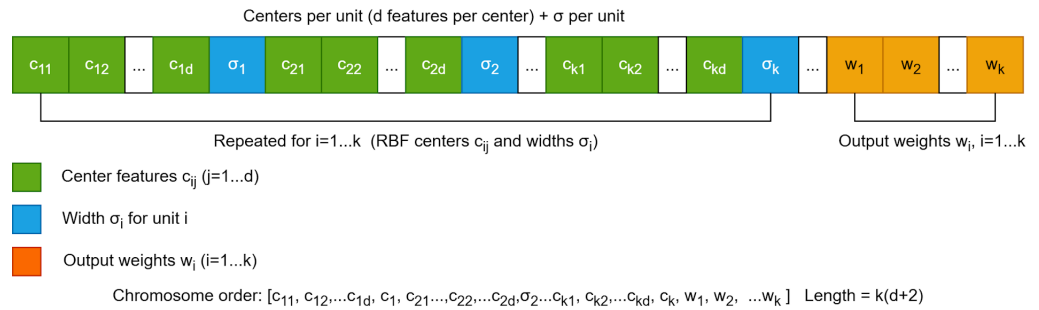 Centers per unit (d features per center) + σ per unit
c₁₁ c₁₂ ... c₁d σ₁ c₂₁ c₂₂ ... c₂d σ₂ ... cₖ₁ cₖ₂ ... cₖd σₖ ... w₁ w₂ ... wₖ
Repeated for i=1...k (RBF centers cᵢⱼ and widths σᵢ)
Output weights wᵢ, i=1...k
Center features cᵢⱼ (j=1...d)
Width σᵢ for unit i
Output weights wᵢ (i=1...k)
Chromosome order: [c₁₁, c₁₂,...c₁d, c₁, c₂₁...,c₂₂,...c₂d,σ₂...cₖ₁, cₖ₂,...cₖd, cₖ, w₁, w₂, ...wₖ ] Length = k(d+2)